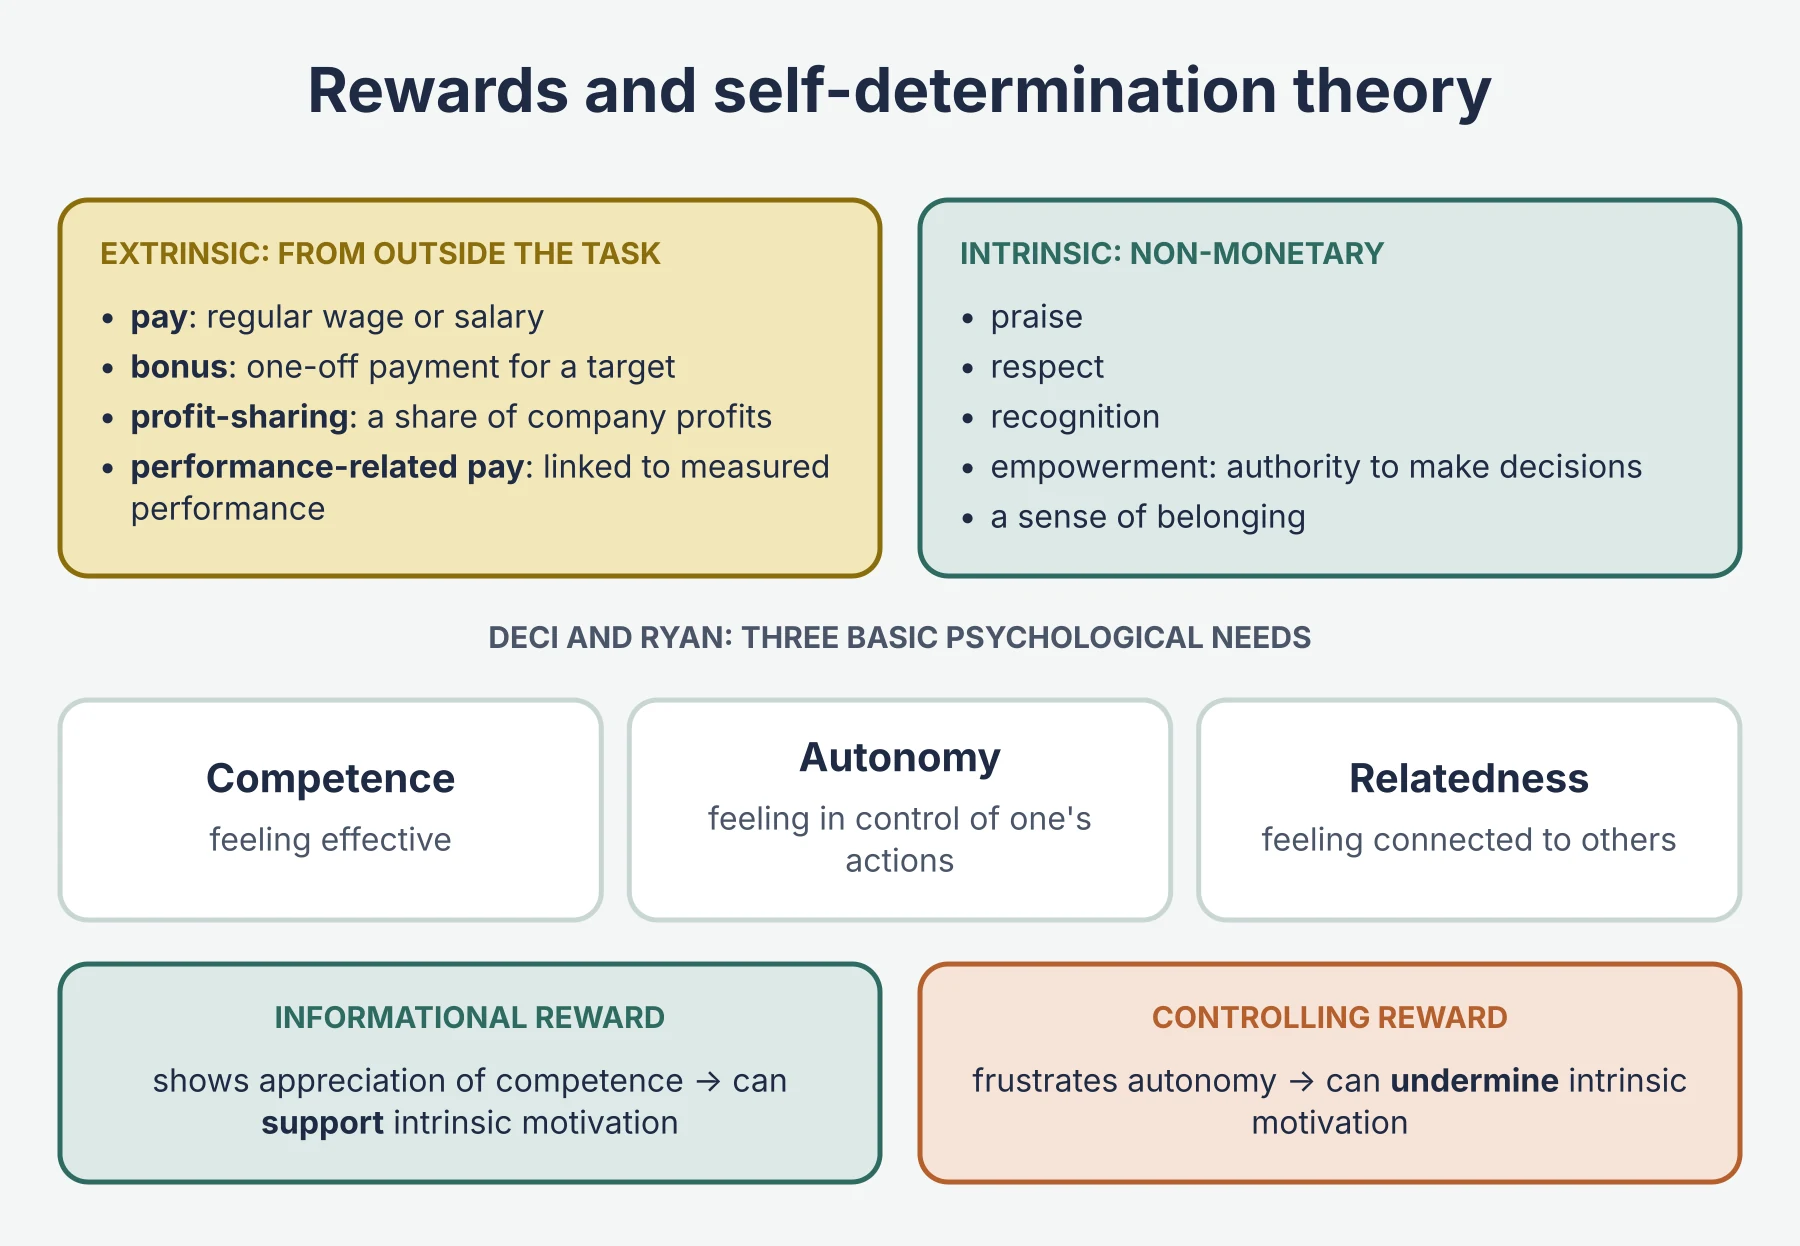 Rewards and self-determination theory
EXTRINSIC: FROM OUTSIDE THE TASK
• pay: regular wage or salary
• bonus: one-off payment for a target
• profit-sharing: a share of company profits
• performance-related pay: linked to measured
performance
INTRINSIC: NON-MONETARY
• praise
• respect
• recognition
• empowerment: authority to make decisions
• a sense of belonging
DECI AND RYAN: THREE BASIC PSYCHOLOGICAL NEEDS
Competence
feeling effective
Autonomy
feeling in control of one's
actions
Relatedness
feeling connected to others
INFORMATIONAL REWARD
shows appreciation of competence → can
support intrinsic motivation
CONTROLLING REWARD
frustrates autonomy → can undermine intrinsic
motivation